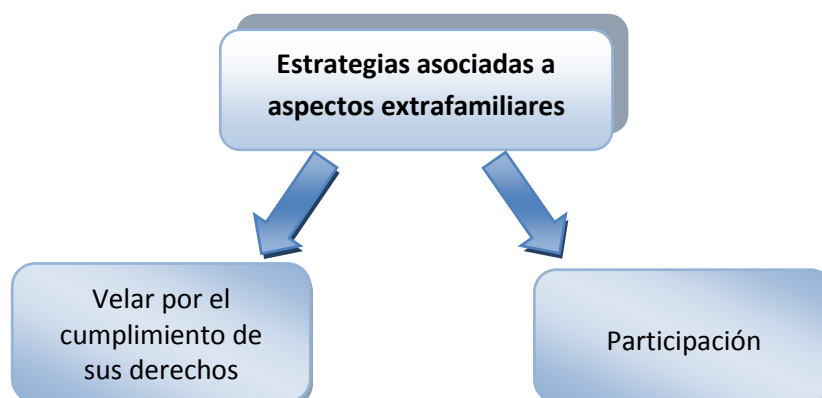 Estrategias asociadas a
aspectos extrafamiliares
Velar por el
cumplimiento de
sus derechos
Participación